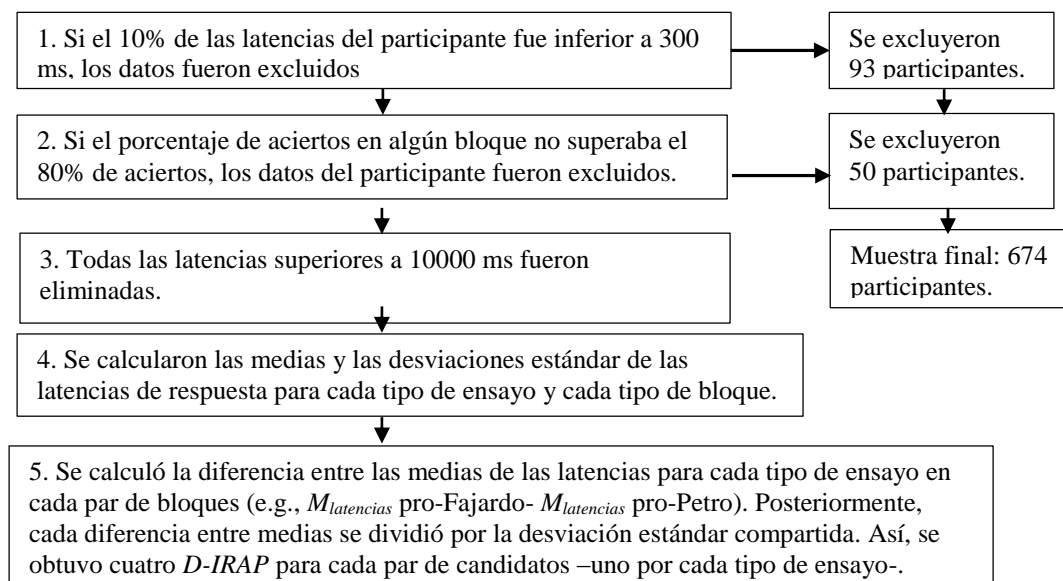 1. Si el 10% de las latencias del participante fue inferior a 300
ms, los datos fueron excluidos
Se excluyeron
93 participantes.
2. Si el porcentaje de aciertos en algún bloque no superaba el
80% de aciertos, los datos del participante fueron excluidos.
Se excluyeron
50 participantes.
3. Todas las latencias superiores a 10000 ms fueron
eliminadas.
Muestra final: 674
participantes.
4. Se calcularon las medias y las desviaciones estándar de las
latencias de respuesta para cada tipo de ensayo y cada tipo de bloque.
5. Se calculó la diferencia entre las medias de las latencias para cada tipo de ensayo en
cada par de bloques (e.g., M latencias pro-Fajardo- M latencias pro-Petro). Posteriormente,
cada diferencia entre medias se dividió por la desviación estándar compartida. Así, se
obtuvo cuatro D-IRAP para cada par de candidatos –uno por cada tipo de ensayo-.